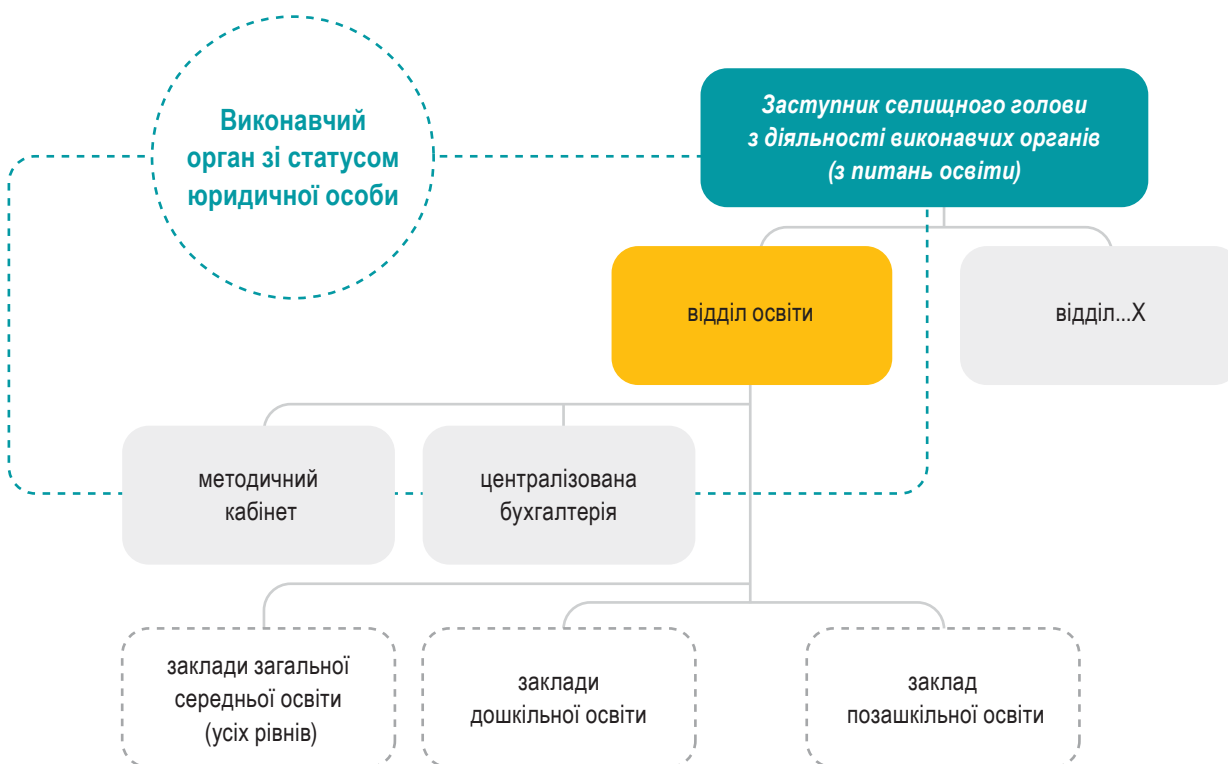 Виконавчий
орган зі статусом
юридичної особи
Заступник селищного голови
з діяльності виконавчих органів
(з питань освіти)
відділ освіти
відділ...Х
методичний
кабінет
централізована
бухгалтерія
заклади загальної
середньої освіти
(усіх рівнів)
заклади
дошкільної освіти
заклад
позашкільної освіти